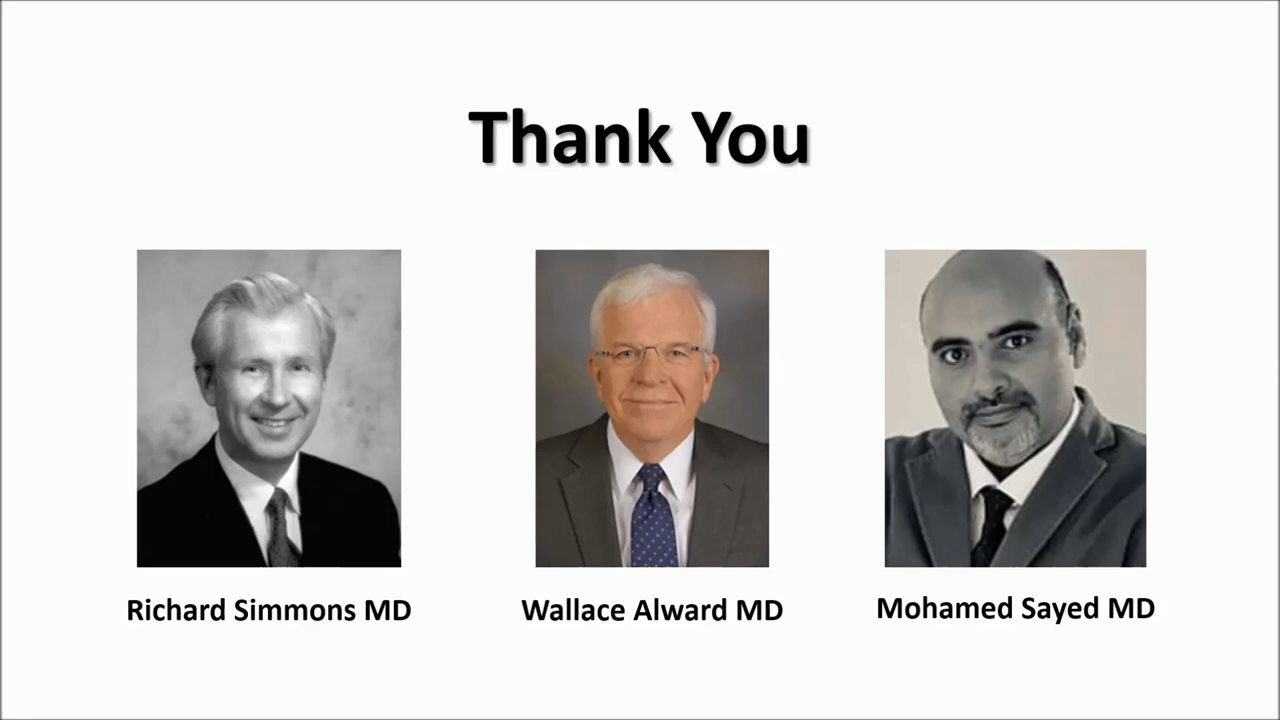 Thank You
Richard Simmons MD
Wallace Alward MD
Mohamed Sayed MD